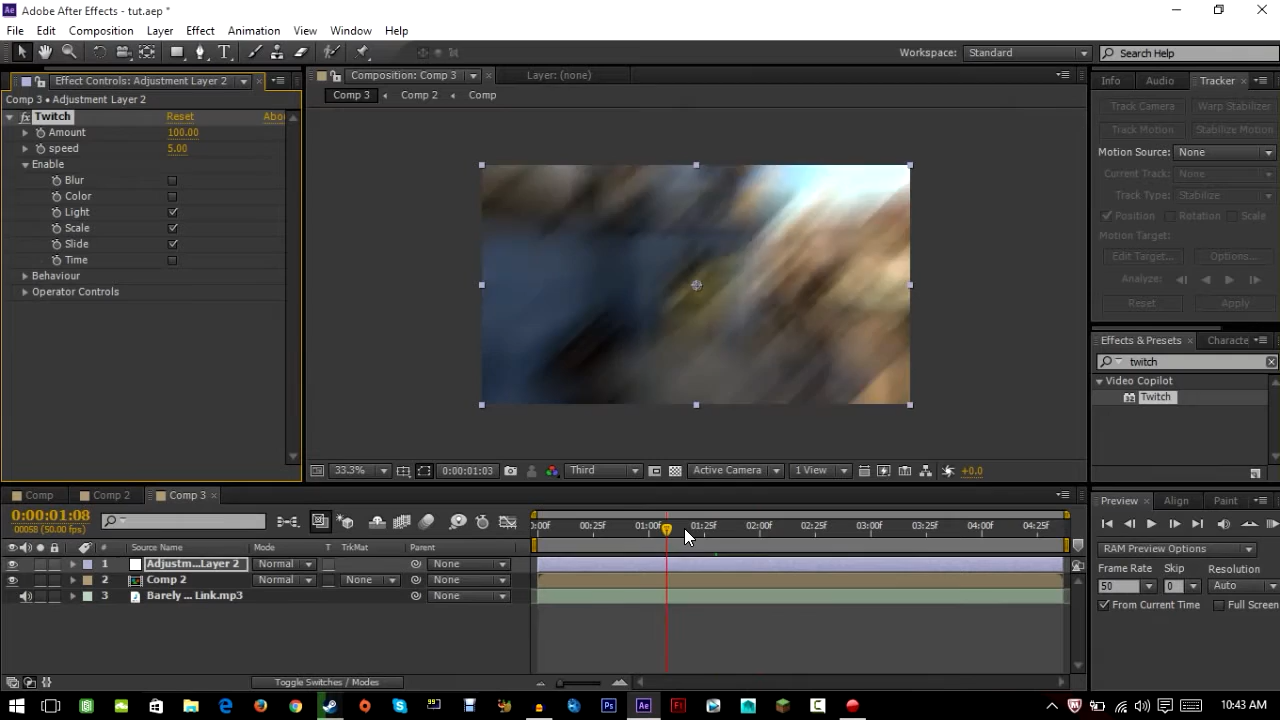 Adobe After Effects - tut.aep *
File Edit Composition Layer Effect Animation View Window Help
Workspace: Standard Search Help
Effect Controls: Adjustment Layer 2
Composition: Comp 3
Layer: (none)
Info Audio Tracker
Comp 3 • Adjustment Layer 2
Comp 3 Comp 2 Comp
Twitch Reset Abo
Amount 100.00
speed 5.00
Enable
Blur
Color
Light
Scale
Slide
Time
Behaviour
Operator Controls
Track Camera Warp Stabilizer
Track Motion Stabilize Motion
Motion Source: None
Current Track: None
Track Type: Stabilize
Position Rotation Scale
Motion Target:
Edit Target... Options...
Analyze:
Reset Apply
Effects & Presets Characte
twitch
Video Copilot
Twitch
33.3% 0:00:01:03 Third Active Camera 1 View +0.0
Comp Comp 2 Comp 3
0:00:01:08
00058 (50.00 fps)
:00f 00:25f 01:00f 01:25f 02:00f 02:25f 03:00f 03:25f 04:00f 04:25f
# Source Name Mode T TrkMat Parent
1 Adjustm...Layer 2 Normal None
2 Comp 2 Normal None None
3 Barely ... Link.mp3 None
Toggle Switches / Modes
Preview Align Paint
RAM Preview Options
Frame Rate Skip Resolution
50 0 Auto
From Current Time Full Screen
10:43 AM